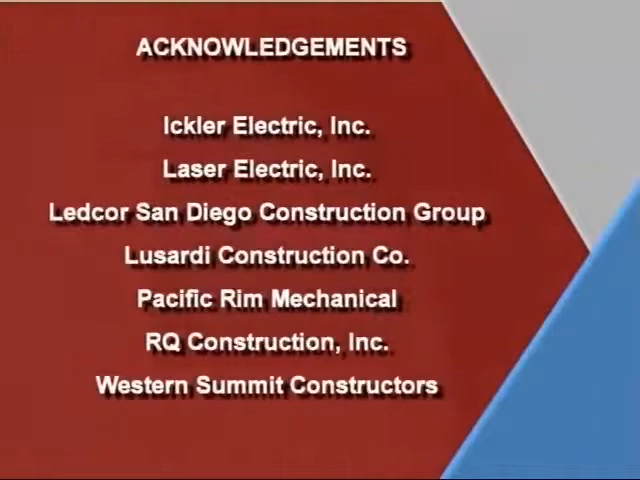 ACKNOWLEDGEMENTS
Ickler Electric, Inc.
Laser Electric, Inc.
Ledcor San Diego Construction Group
Lusardi Construction Co.
Pacific Rim Mechanical
RQ Construction, Inc.
Western Summit Constructors